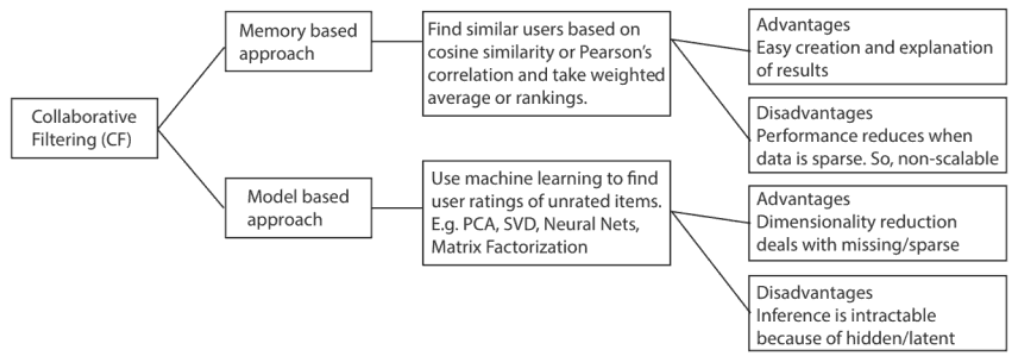 Collaborative
Filtering (CF)
Memory based
approach
Find similar users based on
cosine similarity or Pearson's
correlation and take weighted
average or rankings.
Advantages
Easy creation and explanation
of results
Disadvantages
Performance reduces when
data is sparse. So, non-scalable
Model based
approach
Use machine learning to find
user ratings of unrated items.
E.g. PCA, SVD, Neural Nets,
Matrix Factorization
Advantages
Dimensionality reduction
deals with missing/sparse
Disadvantages
Inference is intractable
because of hidden/latent